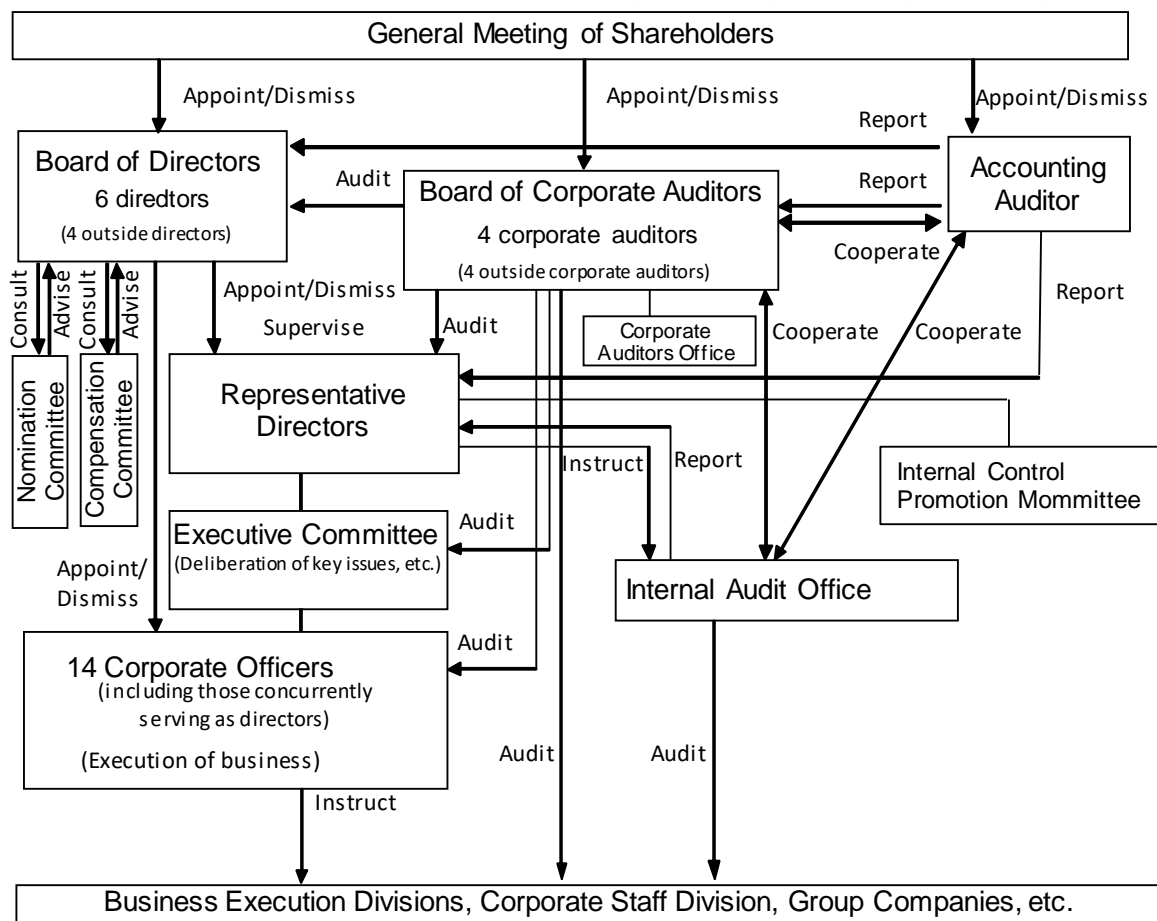 General Meeting of Shareholders
Appoint/Dismiss
Appoint/Dismiss
Appoint/Dismiss
Report
Board of Directors
6 diredtors
(4 outside directors)
Audit
Board of Corporate Auditors
4 corporate auditors
(4 outside corporate auditors)
Report
Accounting
Auditor
Cooperate
Consult
Advise
Consult
Advise
Appoint/Dismiss
Supervise
Audit
Corporate
Auditors Office
Cooperate
Cooperate
Report
Nomination
Committee
Compensation
Committee
Representative
Directors
Instruct
Report
Internal Control
Promotion Mommittee
Executive Committee
(Deliberation of key issues, etc.)
Audit
Appoint/
Dismiss
Internal Audit Office
14 Corporate Officers
(including those concurrently
serving as directors)
(Execution of business)
Audit
Audit
Audit
Instruct
Business Execution Divisions, Corporate Staff Division, Group Companies, etc.